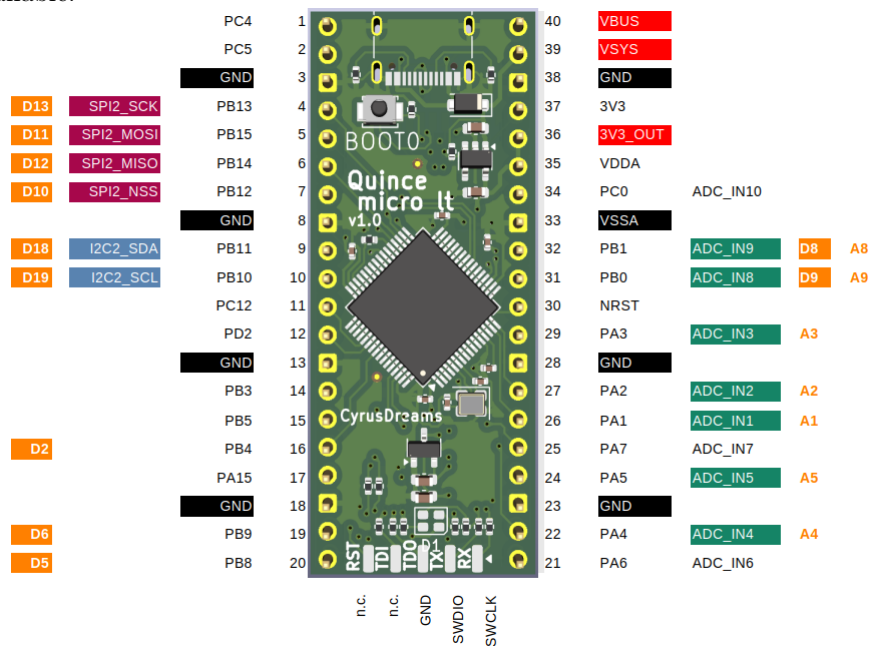 PC4 1 40 VBUS
PC5 2 39 VSYS
GND 3 38 GND
D13 SPI2_SCK PB13 4 37 3V3
D11 SPI2_MOSI PB15 5 36 3V3_OUT
BOOT0
D12 SPI2_MISO PB14 6 35 VDDA
D10 SPI2_NSS PB12 7 34 PC0 ADC_IN10
Quince
micro lt
v1.0
GND 8 33 VSSA
D18 I2C2_SDA PB11 9 32 PB1 ADC_IN9 D8 A8
D19 I2C2_SCL PB10 10 31 PB0 ADC_IN8 D9 A9
PC12 11 30 NRST
PD2 12 29 PA3 ADC_IN3 A3
GND 13 28 GND
PB3 14 27 PA2 ADC_IN2 A2
PB5 15 26 PA1 ADC_IN1 A1
CyrusDreams
D2 PB4 16 25 PA7 ADC_IN7
PA15 17 24 PA5 ADC_IN5 A5
GND 18 23 GND
D6 PB9 19 22 PA4 ADC_IN4 A4
D5 PB8 20 21 PA6 ADC_IN6
D1
RST TDI TDO TX RX
n.c. n.c. GND SWDIO SWCLK